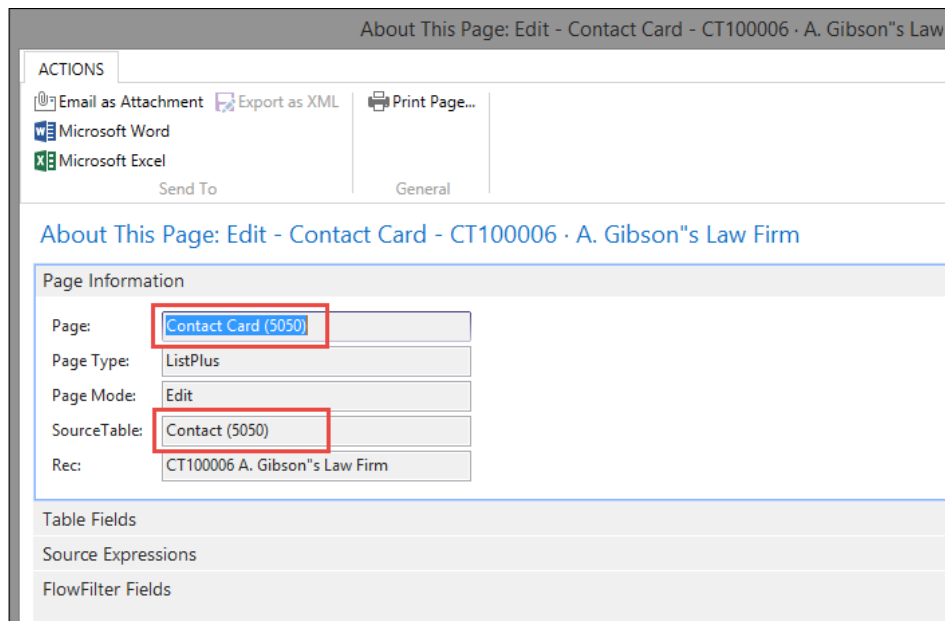 About This Page: Edit - Contact Card - CT100006 · A. Gibson"s Law
ACTIONS
Email as Attachment Export as XML Print Page...
Microsoft Word
Microsoft Excel
Send To General
About This Page: Edit - Contact Card - CT100006 · A. Gibson"s Law Firm
Page Information
Page: Contact Card (5050)
Page Type: ListPlus
Page Mode: Edit
SourceTable: Contact (5050)
Rec: CT100006 A. Gibson"s Law Firm
Table Fields
Source Expressions
FlowFilter Fields